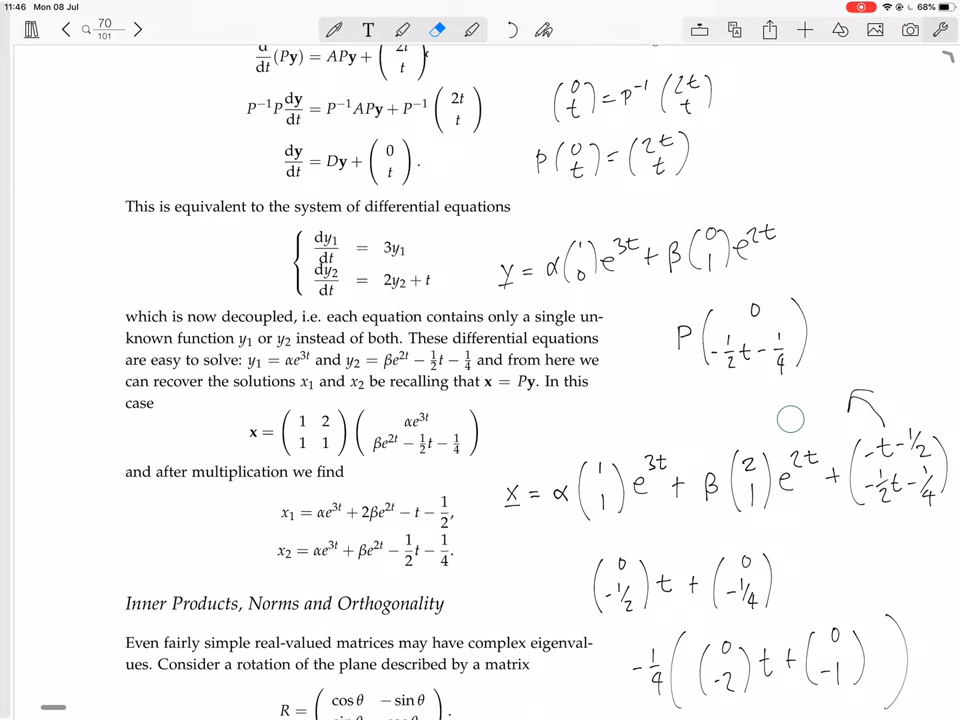 11:46 Mon 08 Jul 68%
70
101
T
d/dt (Py) = APy + ( 2t ; t )
P⁻¹P dy/dt = P⁻¹APy + P⁻¹ ( 2t ; t )
dy/dt = Dy + ( 0 ; t ).
( 0 ; t ) = P⁻¹ ( 2t ; t )
P ( 0 ; t ) = ( 2t ; t )
This is equivalent to the system of differential equations
{ dy₁/dt = 3y₁
dy₂/dt = 2y₂ + t
y = α ( 1 ; 0 ) e^{3t} + β ( 0 ; 1 ) e^{2t}
which is now decoupled, i.e. each equation contains only a single un-
known function y₁ or y₂ instead of both. These differential equations
are easy to solve: y₁ = αe^{3t} and y₂ = βe^{2t} − ½t − ¼ and from here we
can recover the solutions x₁ and x₂ be recalling that x = Py. In this
case
P ( 0 ; −½t − ¼ )
x = ( 1 2 ; 1 1 ) ( αe^{3t} ; βe^{2t} − ½t − ¼ )
and after multiplication we find
x = α ( 1 ; 1 ) e^{3t} + β ( 2 ; 1 ) e^{2t} + ( −t − ½ ; −½t − ¼ )
x₁ = αe^{3t} + 2βe^{2t} − t − ½,
x₂ = αe^{3t} + βe^{2t} − ½t − ¼.
( 0 ; −½ ) t + ( 0 ; −¼ )
−¼ ( ( 0 ; −2 ) t + ( 0 ; −1 ) )
Inner Products, Norms and Orthogonality
Even fairly simple real-valued matrices may have complex eigenval-
ues. Consider a rotation of the plane described by a matrix
R = ( cos θ − sin θ